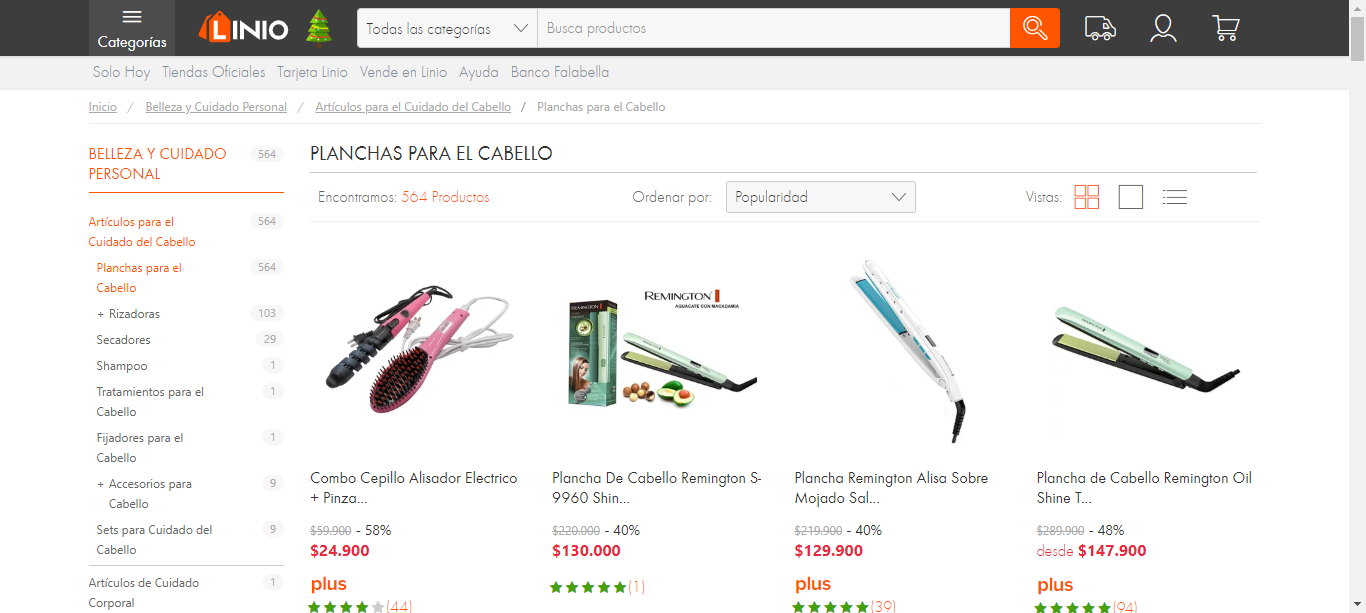 Categorías
LINIO
Todas las categorías
Busca productos
Solo Hoy Tiendas Oficiales Tarjeta Linio Vende en Linio Ayuda Banco Falabella
Inicio / Belleza y Cuidado Personal / Artículos para el Cuidado del Cabello / Planchas para el Cabello
BELLEZA Y CUIDADO 564
PERSONAL
Artículos para el 564
Cuidado del Cabello
Planchas para el 564
Cabello
+ Rizadoras 103
Secadores 29
Shampoo 1
Tratamientos para el 1
Cabello
Fijadores para el 1
Cabello
+ Accesorios para 9
Cabello
Sets para Cuidado del 9
Cabello
Artículos de Cuidado 1
Corporal
PLANCHAS PARA EL CABELLO
Encontramos: 564 Productos
Ordenar por: Popularidad
Vistas:
Combo Cepillo Alisador Electrico
+ Pinza...
$59.900 - 58%
$24.900
plus
(44)
REMINGTON
AGUACATE CON MACADAMIA
REMINGTON
Plancha De Cabello Remington S-
9960 Shin...
$220.000 - 40%
$130.000
(1)
Plancha Remington Alisa Sobre
Mojado Sal...
$219.900 - 40%
$129.900
plus
(39)
Plancha de Cabello Remington Oil
Shine T...
$289.900 - 48%
desde $147.900
plus
(94)